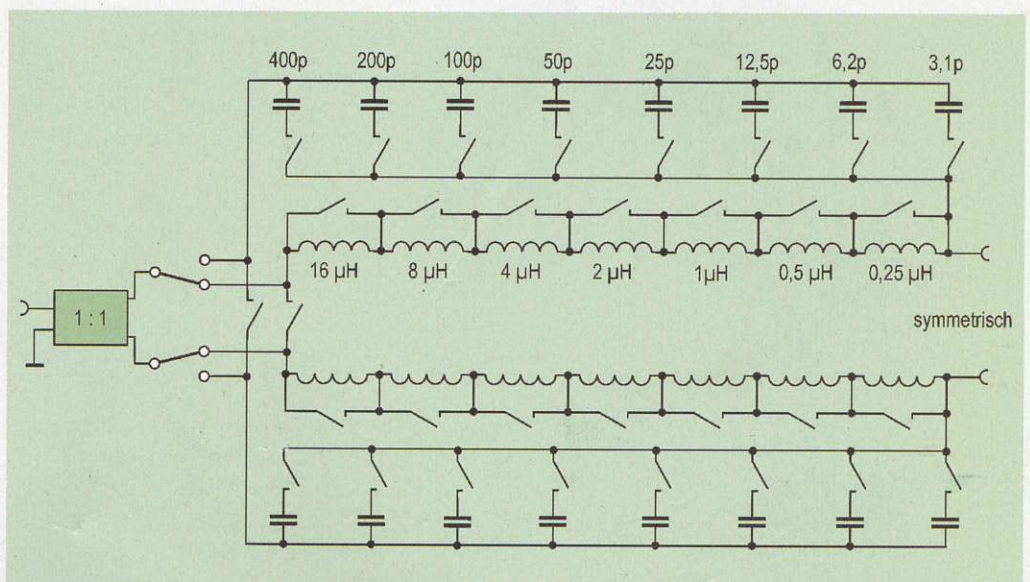 400p 200p 100p 50p 25p 12,5p 6,2p 3,1p
16 µH 8 µH 4 µH 2 µH 1µH 0,5 µH 0,25 µH
1 : 1
symmetrisch